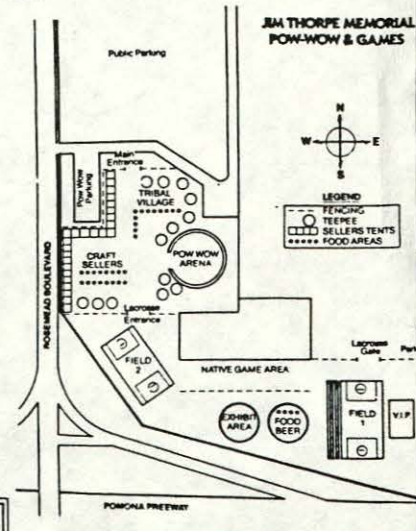 JIM THORPE MEMORIAL
POW-WOW & GAMES
Public Parking
N
W
E
S
LEGEND
FENCING
TEEPEE
SELLERS TENTS
FOOD AREAS
Main
Entrance
Pow Wow
Parking
TRIBAL
VILLAGE
CRAFT
SELLERS
POW WOW
ARENA
ROSEMEAD BOULEVARD
Lacrosse
Entrance
FIELD
2
NATIVE GAME AREA
Lacrosse
Gate
EXHIBIT
AREA
FOOD
BEER
FIELD
1
V.I.P
POMONA FREEWAY